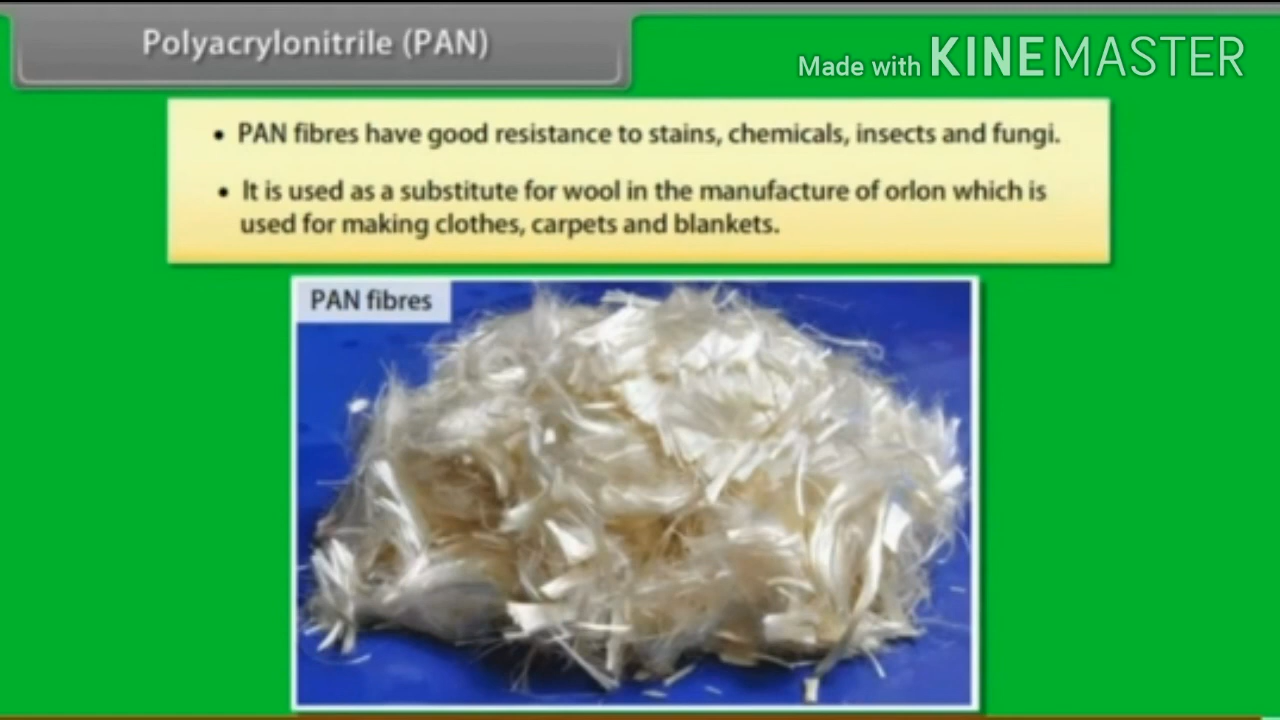 Polyacrylonitrile (PAN)
Made with KINEMASTER
• PAN fibres have good resistance to stains, chemicals, insects and fungi.
• It is used as a substitute for wool in the manufacture of orlon which is
used for making clothes, carpets and blankets.
PAN fibres